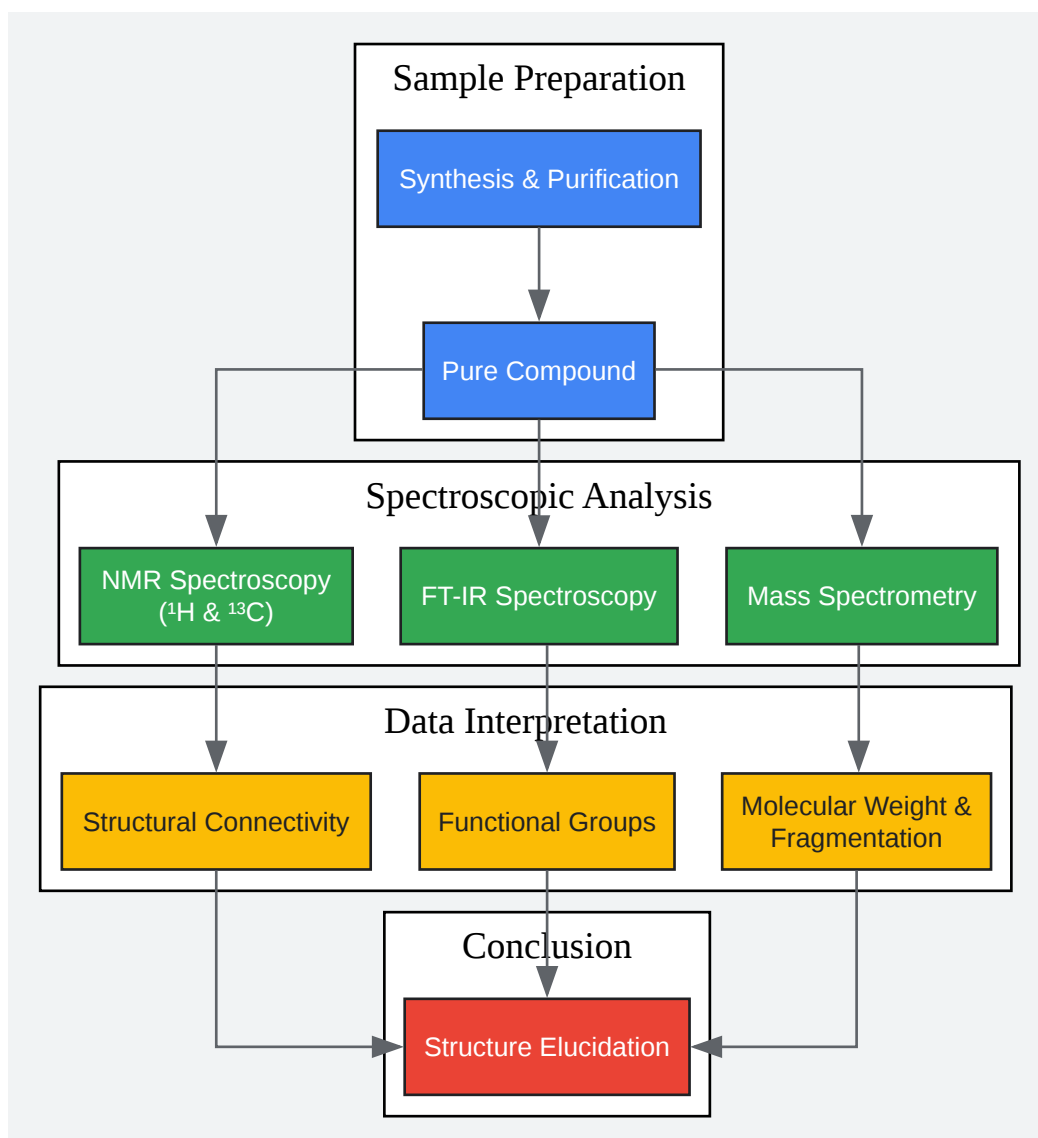 Sample Preparation
Synthesis & Purification
Pure Compound
Spectroscopic Analysis
NMR Spectroscopy
(¹H & ¹³C)
FT-IR Spectroscopy
Mass Spectrometry
Data Interpretation
Structural Connectivity
Functional Groups
Molecular Weight &
Fragmentation
Conclusion
Structure Elucidation